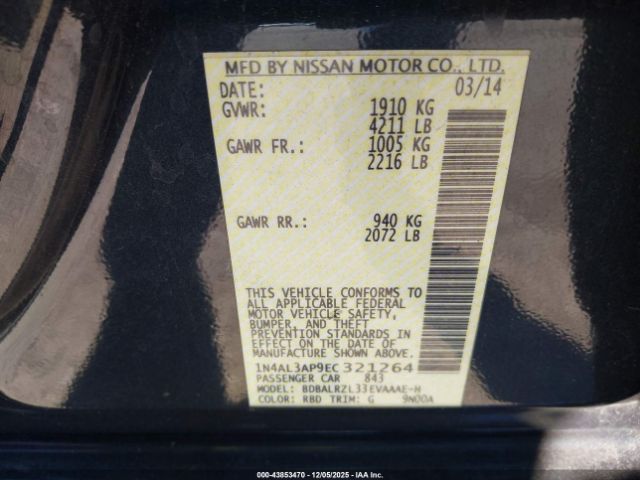 MFD BY NISSAN MOTOR CO., LTD.
DATE: 03/14
GVWR: 1910 KG
4211 LB
GAWR FR.: 1005 KG
2216 LB
GAWR RR.: 940 KG
2072 LB
THIS VEHICLE CONFORMS TO
ALL APPLICABLE FEDERAL
MOTOR VEHICLE SAFETY,
BUMPER, AND THEFT
PREVENTION STANDARDS IN
EFFECT ON THE DATE OF
MANUFACTURE SHOWN ABOVE.
1N4AL3AP9EC321264
PASSENGER CAR 843
MODEL: BDBALRZL33EVAAAE-H
COLOR: RBD TRIM: G 9N00A
000-43853470 12/05/2025 IAA Inc.